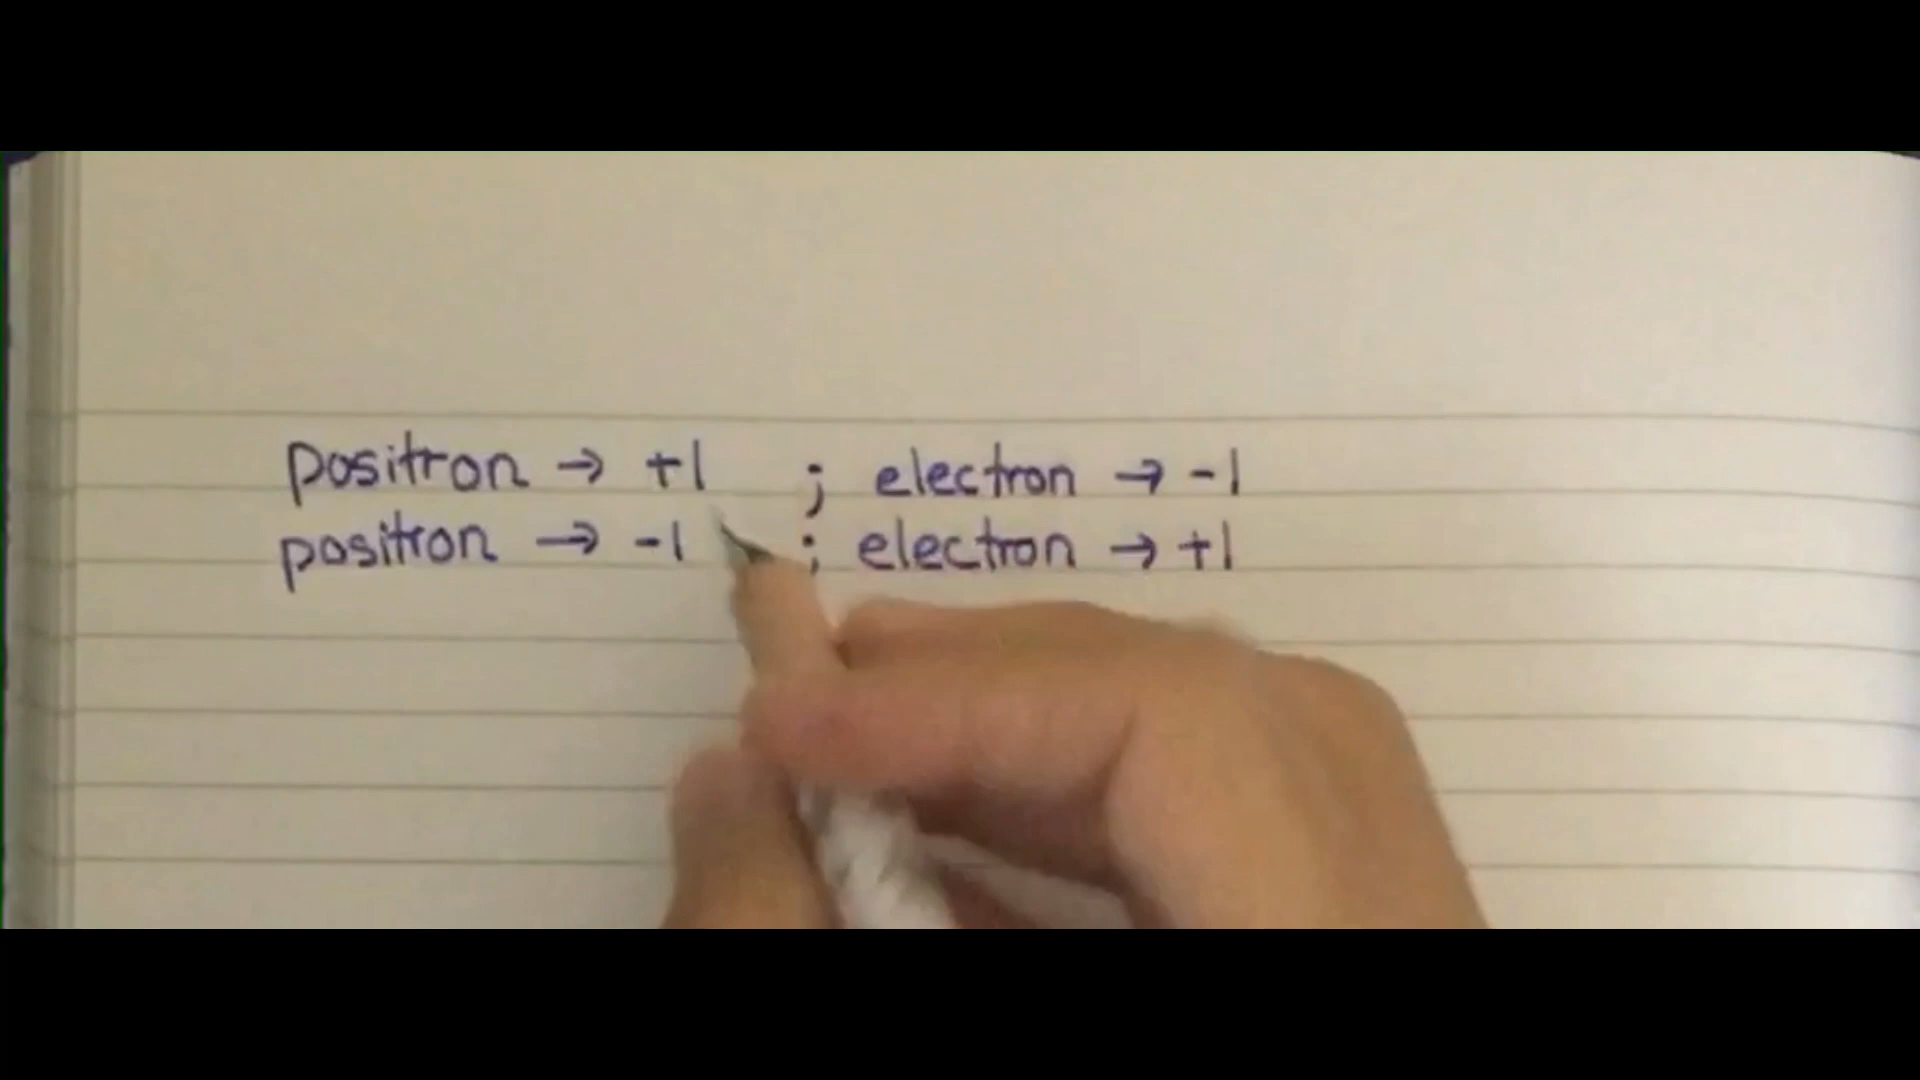 positron → +1 ; electron → -1
positron → -1 ; electron → +1